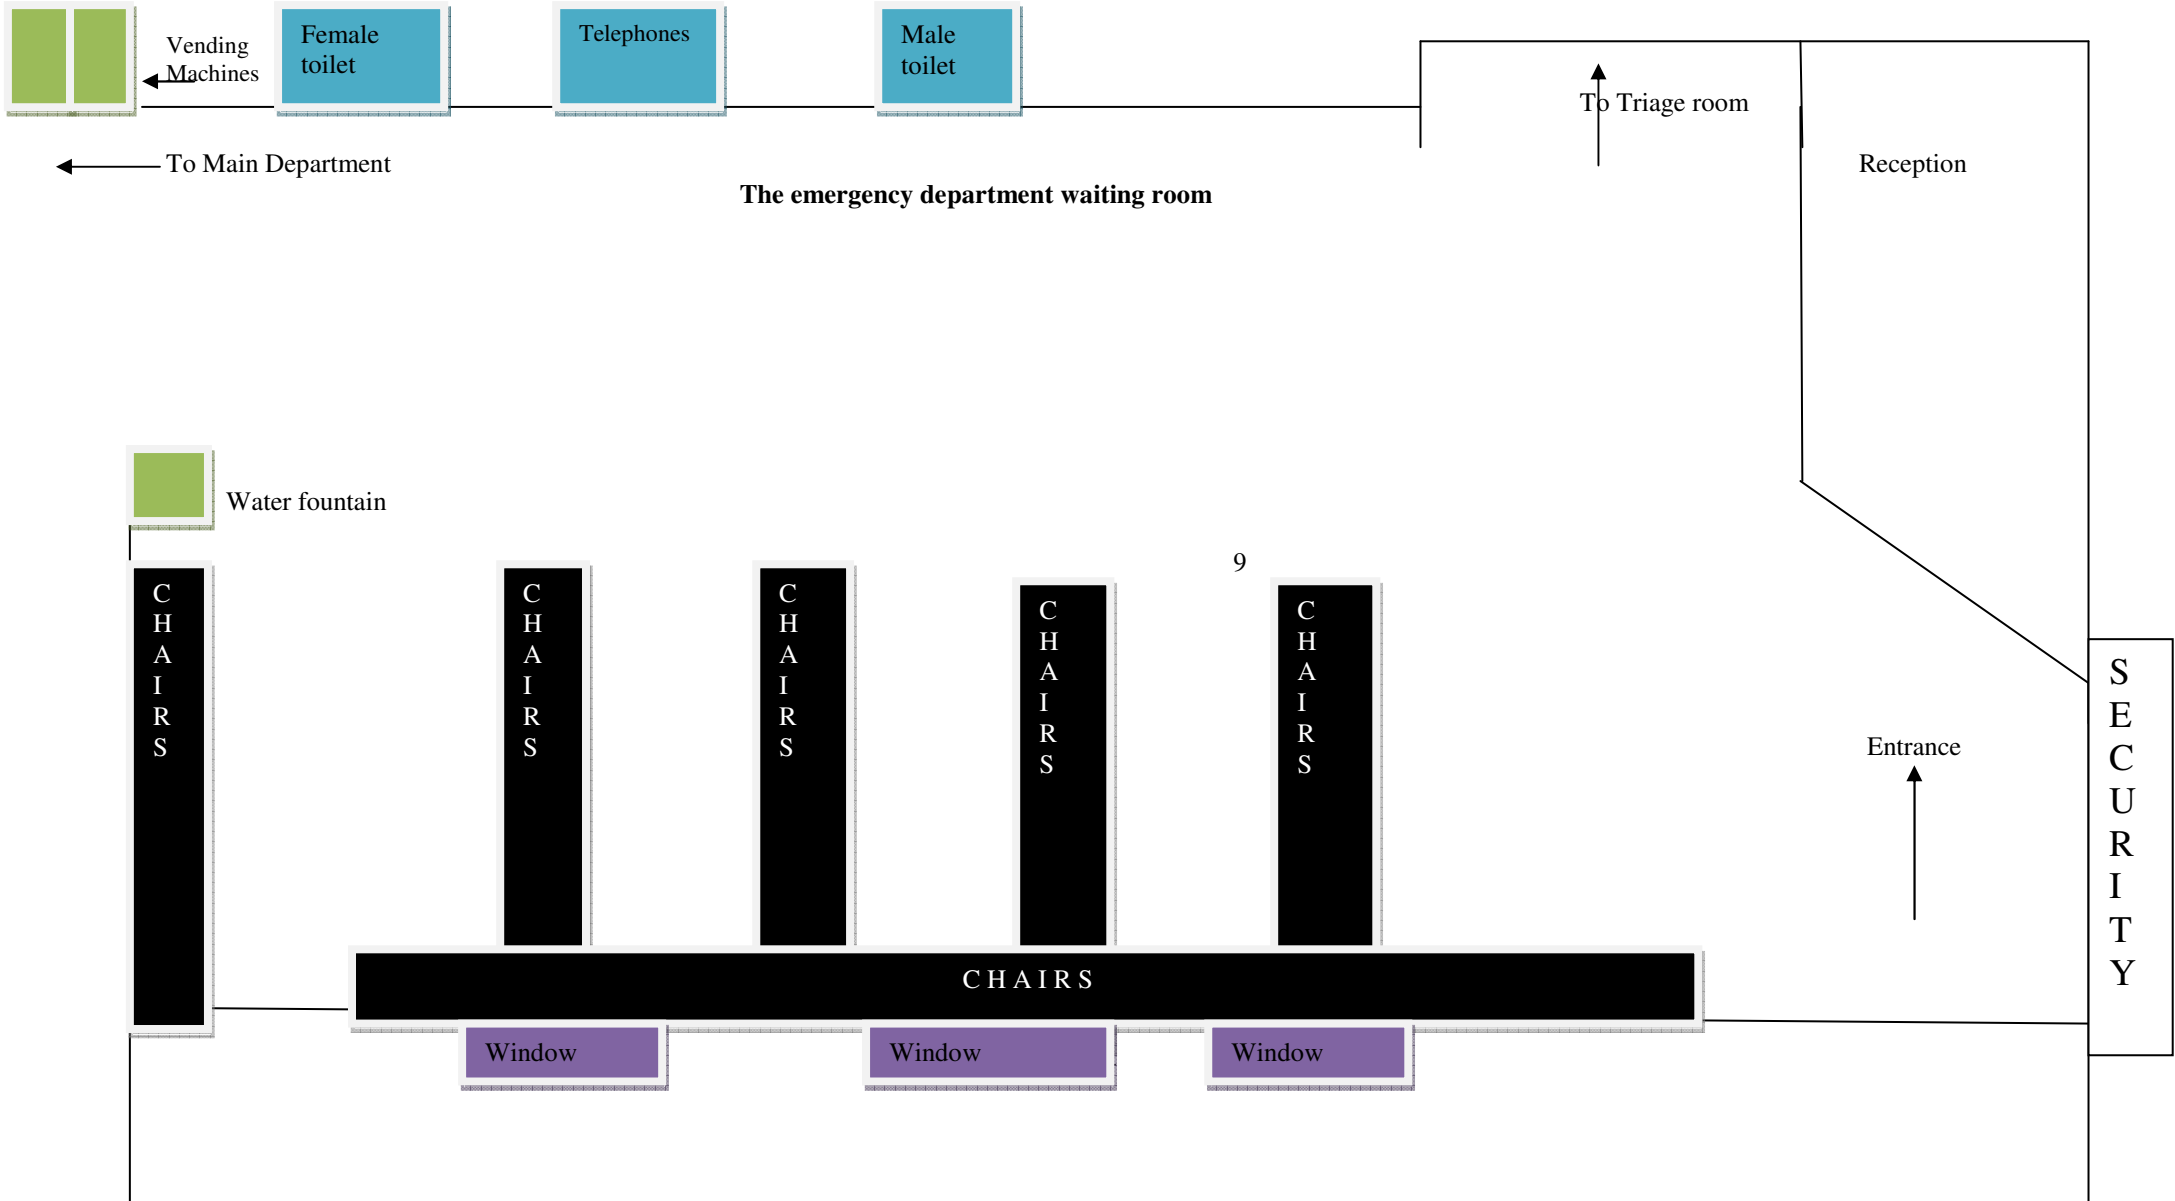 Vending
Machines
Female
toilet
Telephones
Male
toilet
To Triage room
To Main Department
Reception
The emergency department waiting room
Water fountain
9
C
H
A
I
R
S
C
H
A
I
R
S
C
H
A
I
R
S
C
H
A
I
R
S
C
H
A
I
R
S
S
E
C
U
R
I
T
Y
Entrance
C H A I R S
Window
Window
Window